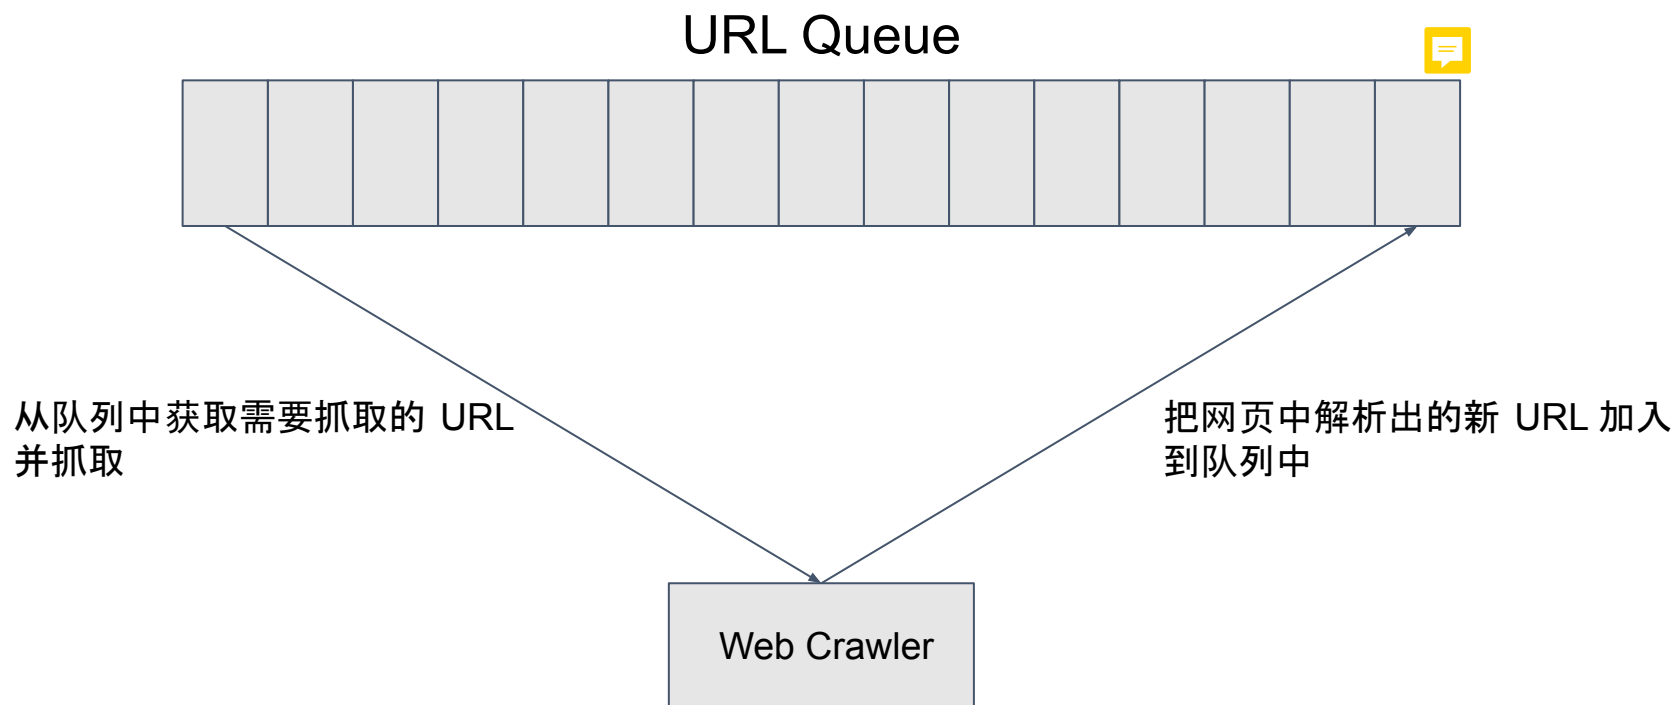 URL Queue
从队列中获取需要抓取的 URL
并抓取
把网页中解析出的新 URL 加入
到队列中
Web Crawler